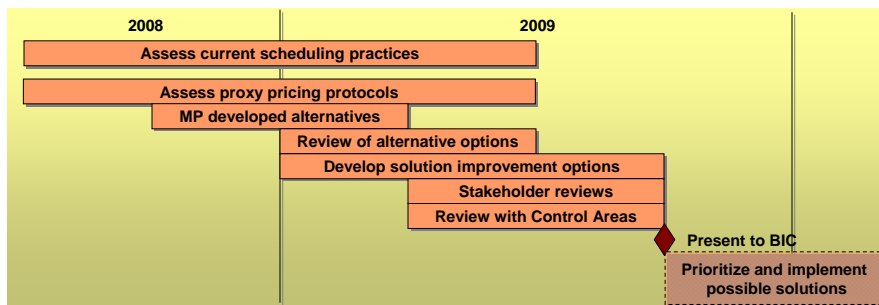 2008 2009
Assess current scheduling practices
Assess proxy pricing protocols
MP developed alternatives
Review of alternative options
Develop solution improvement options
Stakeholder reviews
Review with Control Areas
Present to BIC
Prioritize and implement
possible solutions